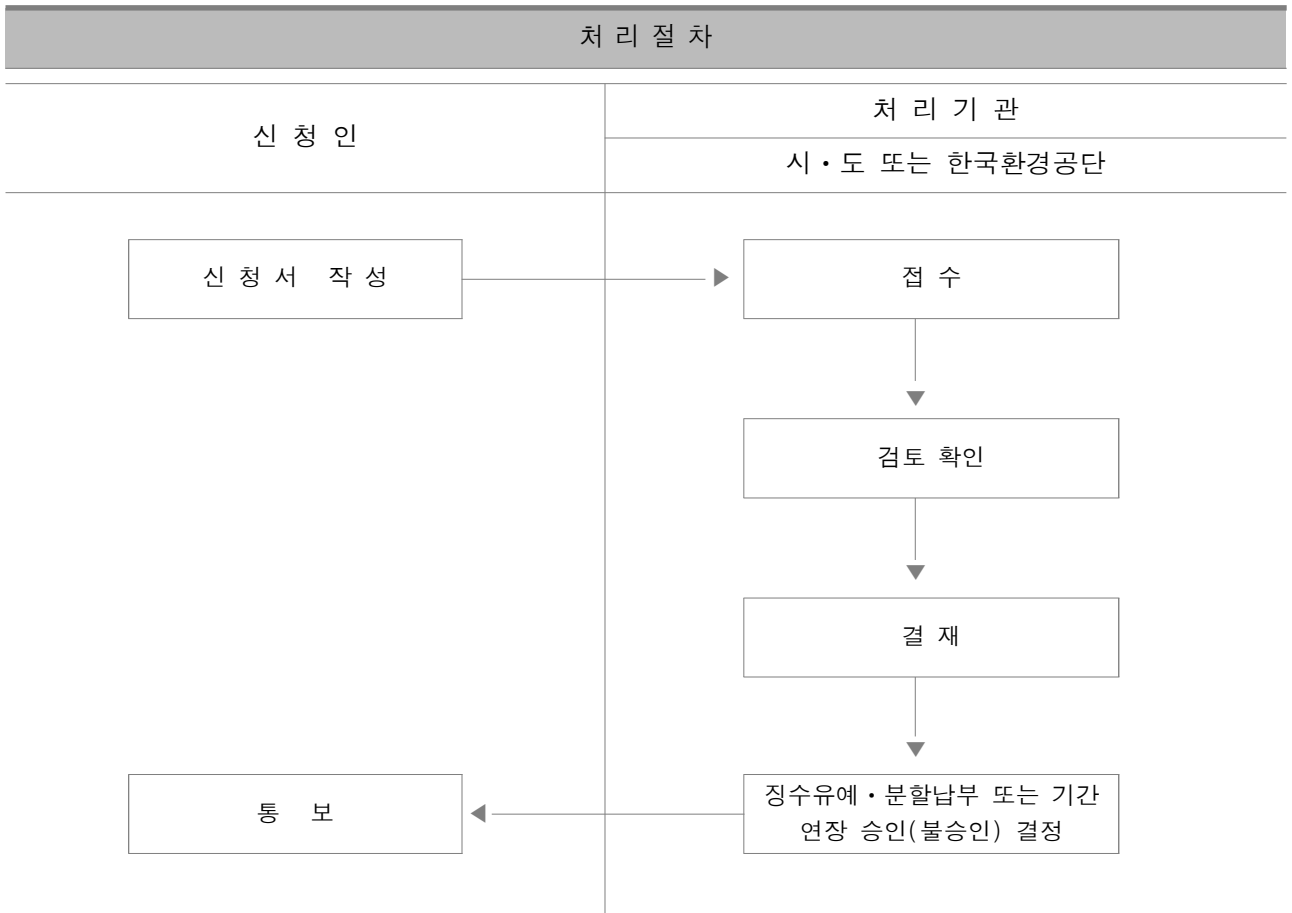 처 리 절 차
신 청 인
처 리 기 관
시·도 또는 한국환경공단
신 청 서 작 성
접 수
검토 확인
결 재
통 보
징수유예·분할납부 또는 기간
연장 승인(불승인) 결정